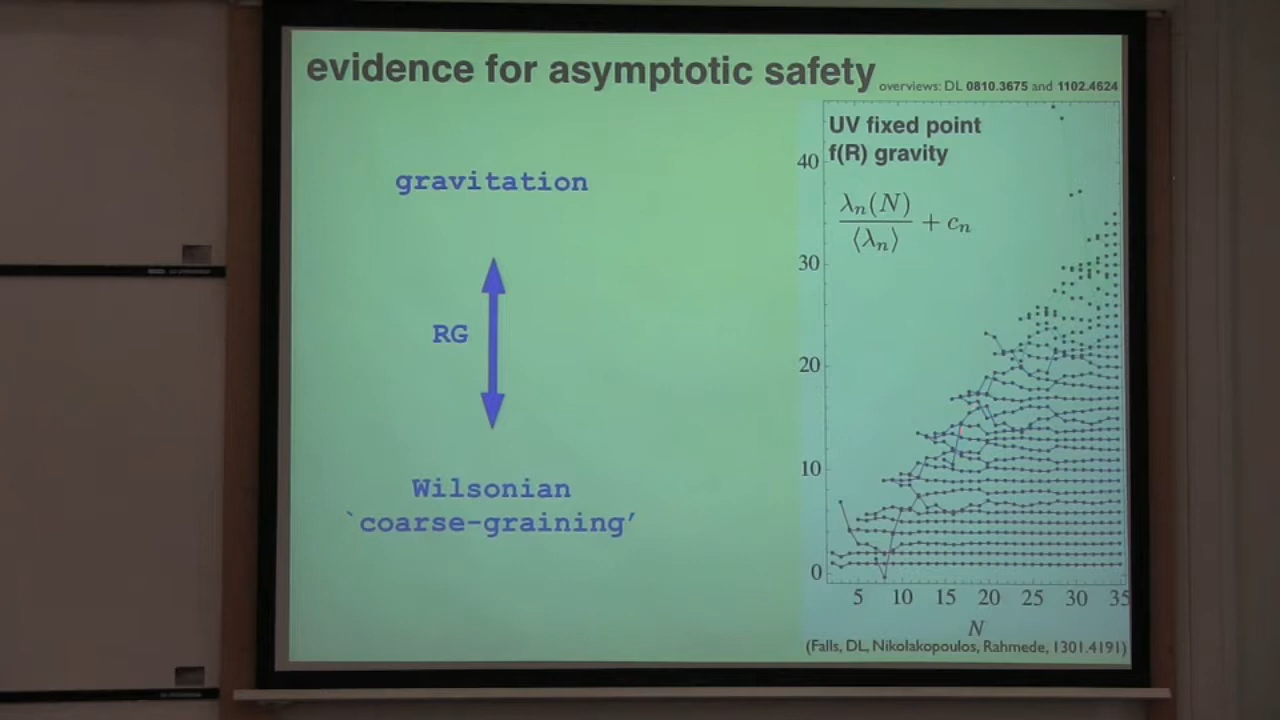 evidence for asymptotic safety
overviews: DL 0810.3675 and 1102.4624
gravitation
RG
Wilsonian
`coarse-graining'
UV fixed point
f(R) gravity
λn(N)
⟨λn⟩
+ cn
40
30
20
10
0
5 10 15 20 25 30 35
N
(Falls, DL, Nikolakopoulos, Rahmede, 1301.4191)